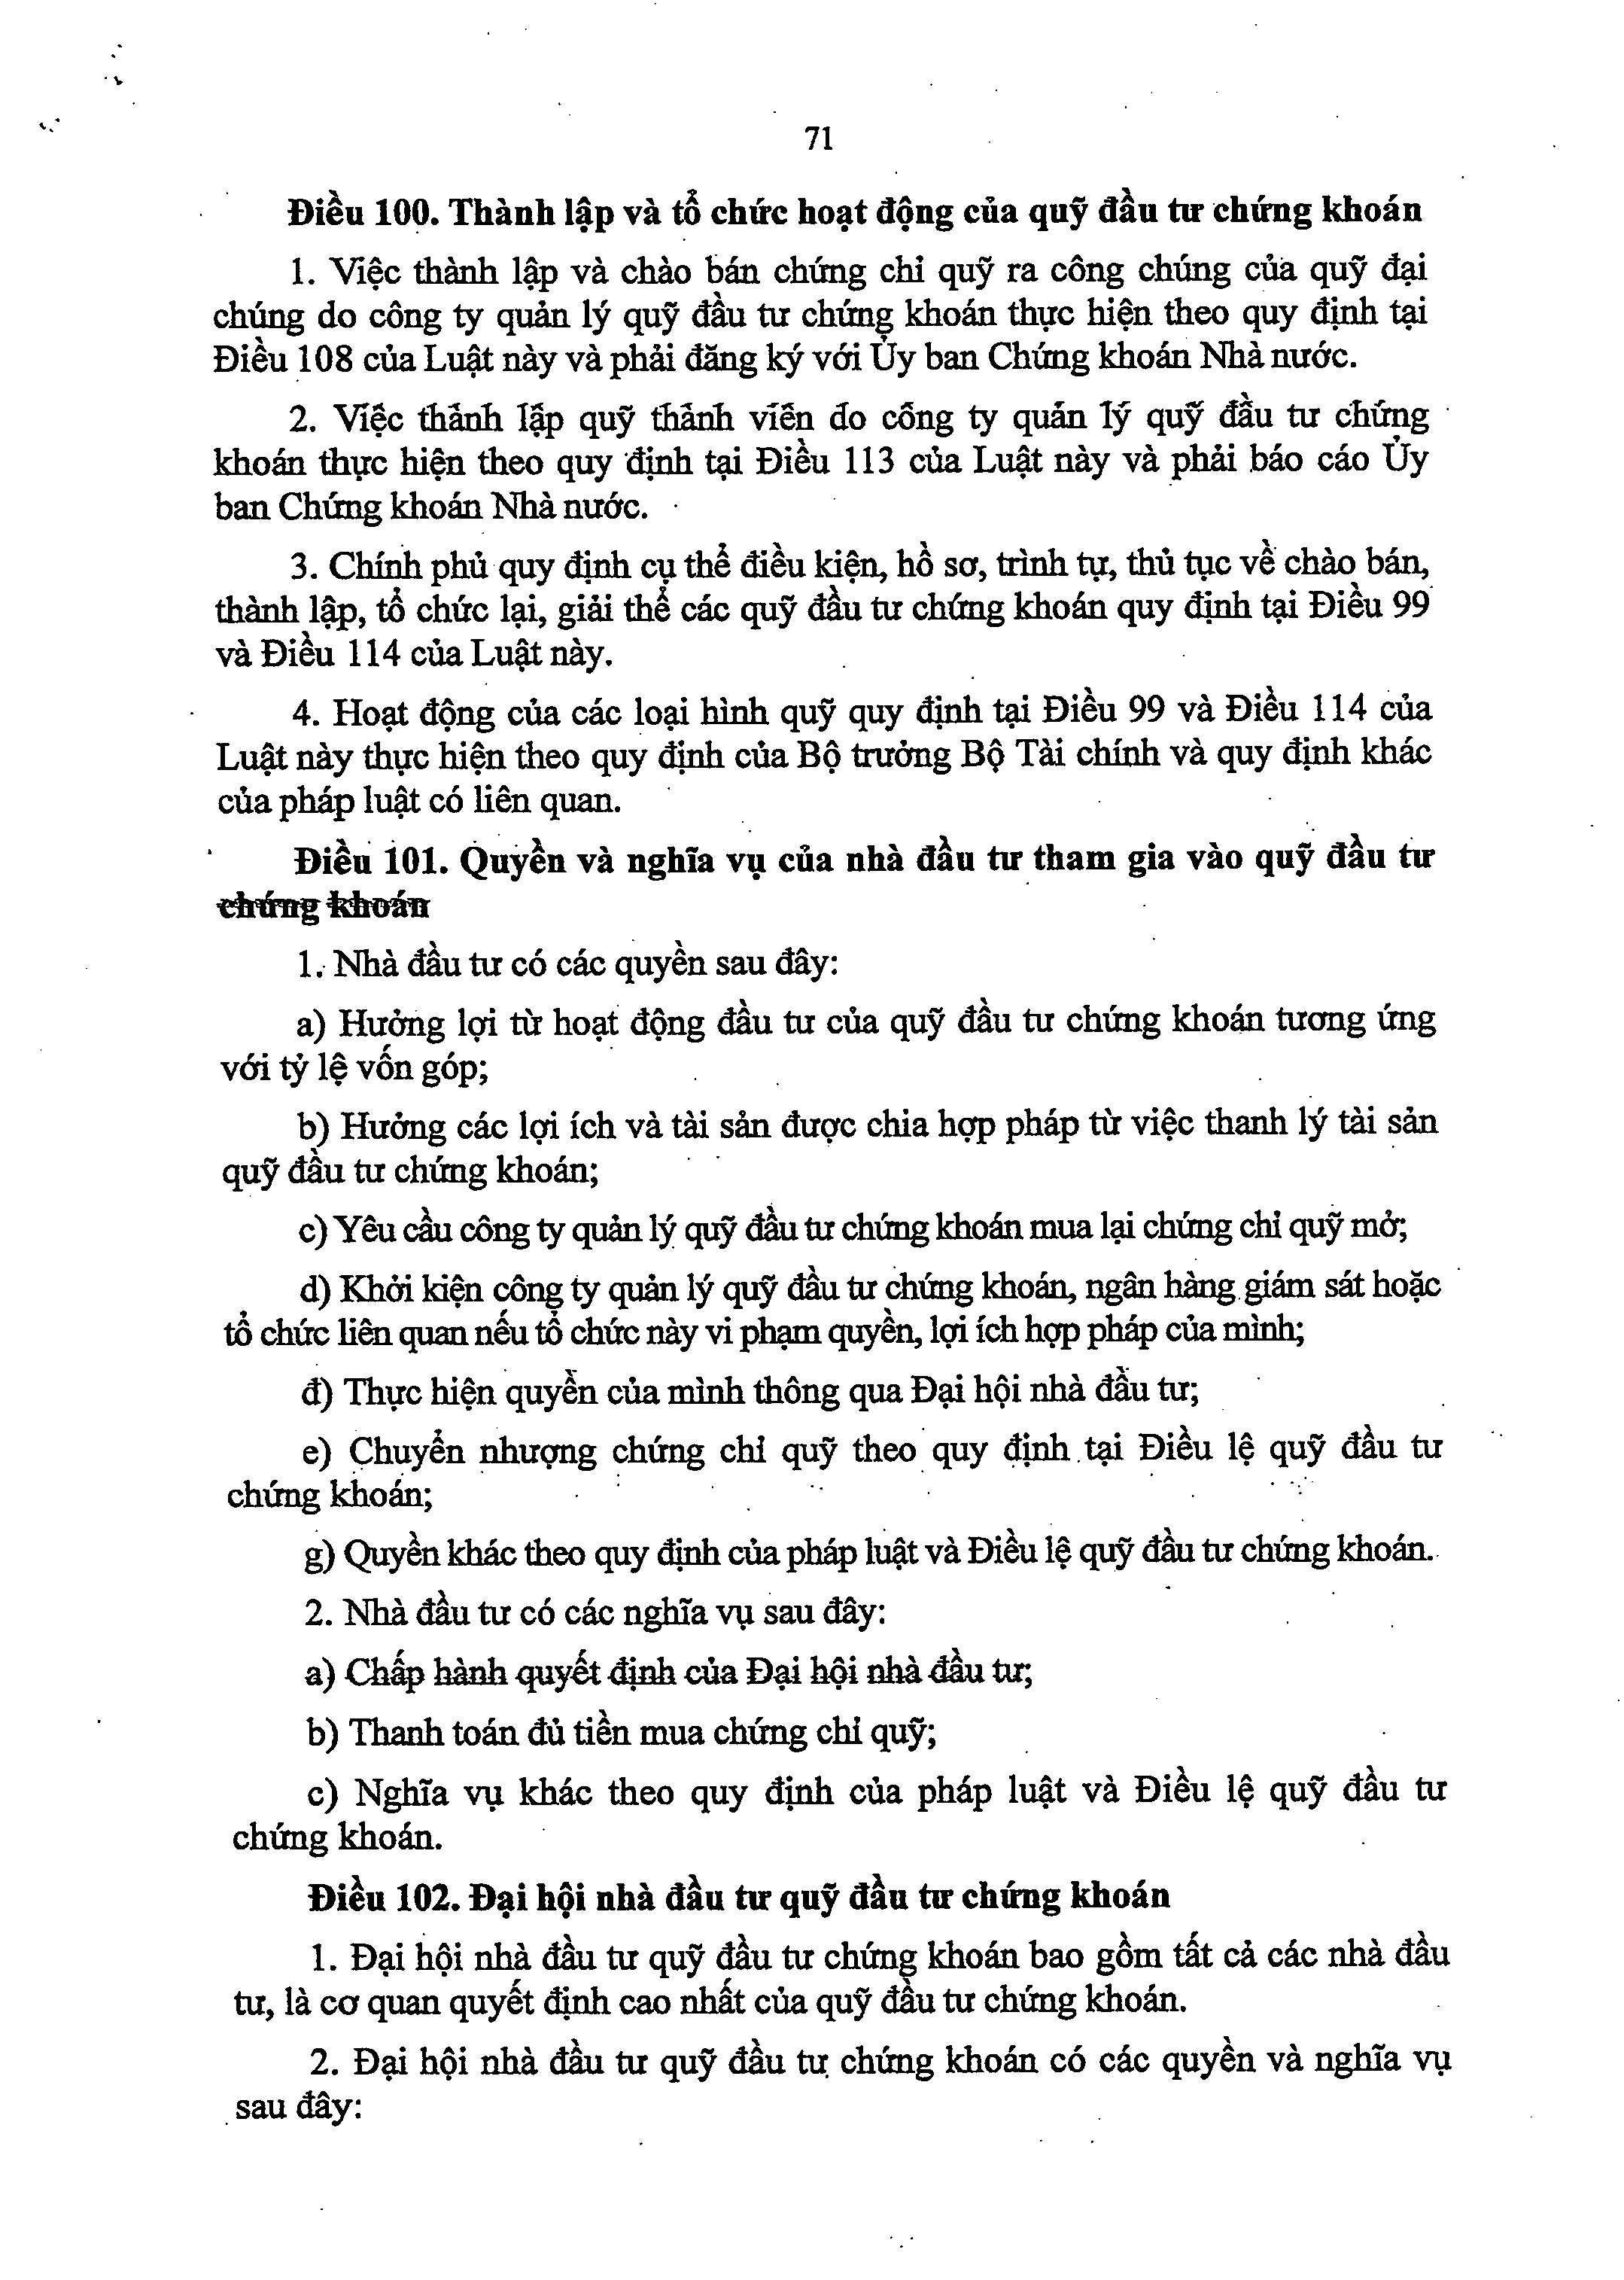 71
Điều 100. Thành lập và tổ chức hoạt động của quỹ đầu tư chứng khoán
1. Việc thành lập và chào bán chứng chỉ quỹ ra công chúng của quỹ đại
chúng do công ty quản lý quỹ đầu tư chứng khoán thực hiện theo quy định tại
Điều 108 của Luật này và phải đăng ký với Ủy ban Chứng khoán Nhà nước.
2. Việc thành lập quỹ thành viên do công ty quản lý quỹ đầu tư chứng
khoán thực hiện theo quy định tại Điều 113 của Luật này và phải báo cáo Ủy
ban Chứng khoán Nhà nước.
3. Chính phủ quy định cụ thể điều kiện, hồ sơ, trình tự, thủ tục về chào bán,
thành lập, tổ chức lại, giải thể các quỹ đầu tư chứng khoán quy định tại Điều 99
và Điều 114 của Luật này.
4. Hoạt động của các loại hình quỹ quy định tại Điều 99 và Điều 114 của
Luật này thực hiện theo quy định của Bộ trưởng Bộ Tài chính và quy định khác
của pháp luật có liên quan.
Điều 101. Quyền và nghĩa vụ của nhà đầu tư tham gia vào quỹ đầu tư
chứng khoán
1. Nhà đầu tư có các quyền sau đây:
a) Hưởng lợi từ hoạt động đầu tư của quỹ đầu tư chứng khoán tương ứng
với tỷ lệ vốn góp;
b) Hưởng các lợi ích và tài sản được chia hợp pháp từ việc thanh lý tài sản
quỹ đầu tư chứng khoán;
c) Yêu cầu công ty quản lý quỹ đầu tư chứng khoán mua lại chứng chỉ quỹ mở;
d) Khởi kiện công ty quản lý quỹ đầu tư chứng khoán, ngân hàng giám sát hoặc
tổ chức liên quan nếu tổ chức này vi phạm quyền, lợi ích hợp pháp của mình;
đ) Thực hiện quyền của mình thông qua Đại hội nhà đầu tư;
e) Chuyển nhượng chứng chỉ quỹ theo quy định tại Điều lệ quỹ đầu tư
chứng khoán;
g) Quyền khác theo quy định của pháp luật và Điều lệ quỹ đầu tư chứng khoán.
2. Nhà đầu tư có các nghĩa vụ sau đây:
a) Chấp hành quyết định của Đại hội nhà đầu tư;
b) Thanh toán đủ tiền mua chứng chỉ quỹ;
c) Nghĩa vụ khác theo quy định của pháp luật và Điều lệ quỹ đầu tư
chứng khoán.
Điều 102. Đại hội nhà đầu tư quỹ đầu tư chứng khoán
1. Đại hội nhà đầu tư quỹ đầu tư chứng khoán bao gồm tất cả các nhà đầu
tư, là cơ quan quyết định cao nhất của quỹ đầu tư chứng khoán.
2. Đại hội nhà đầu tư quỹ đầu tư chứng khoán có các quyền và nghĩa vụ
sau đây: